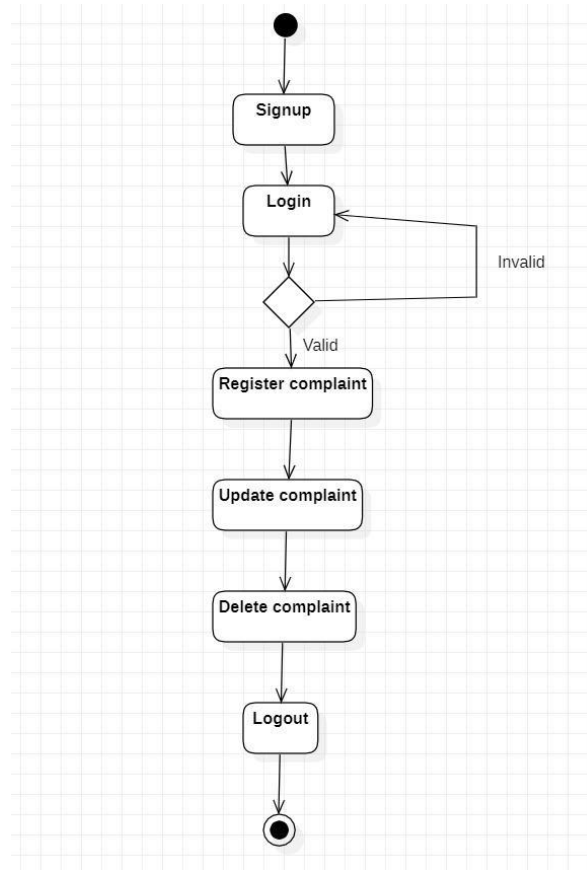 Signup
Login
Invalid
Valid
Register complaint
Update complaint
Delete complaint
Logout